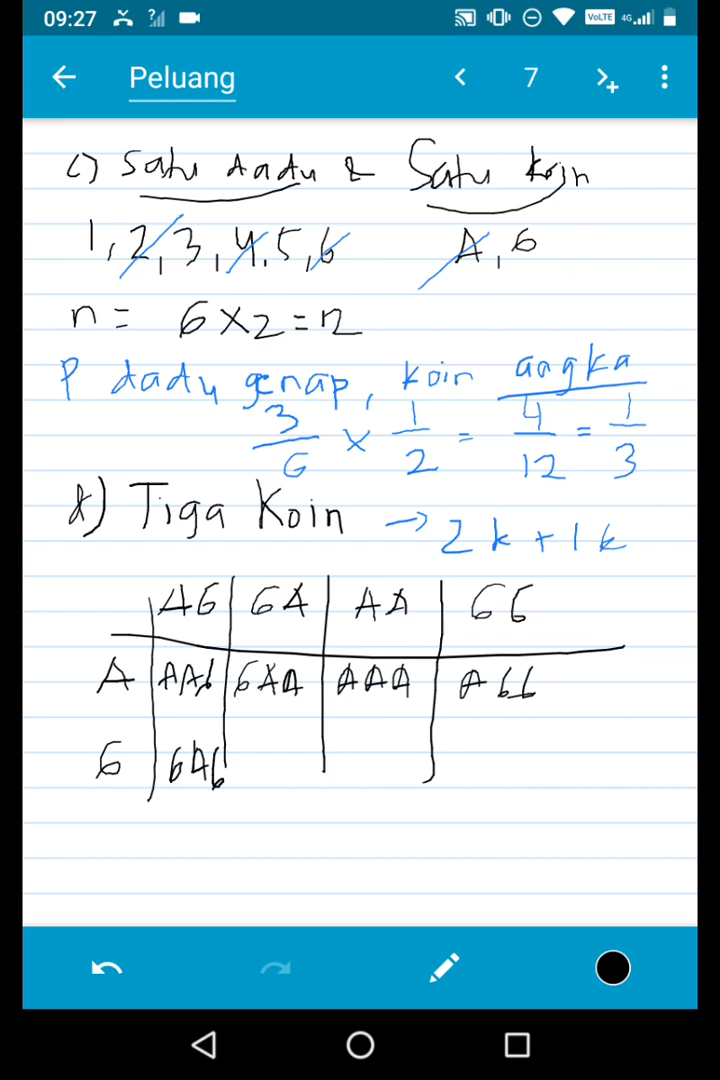 09:27 ? VoLTE 4G
Peluang 7
c) Satu dadu & Satu koin
1, 2, 3, 4, 5, 6 A, G
n = 6 x 2 = 12
P dadu genap, koin angka
3/6 x 1/2 = 4/12 = 1/3
d) Tiga Koin → 2k + 1k
AG GA AA GG
A AAG GAA AAA AGG
G GAG